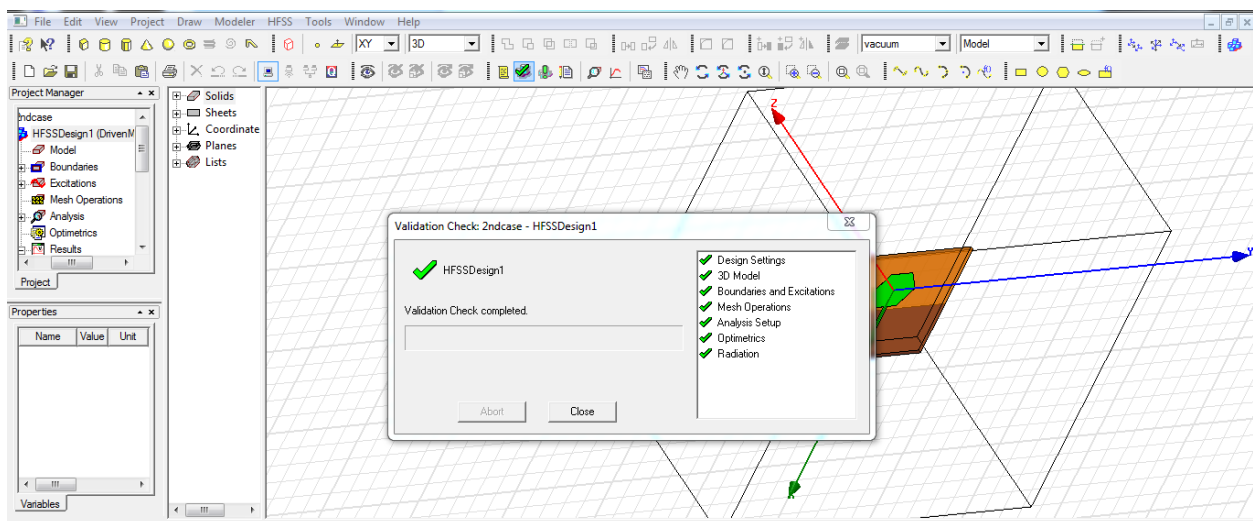 File Edit View Project Draw Modeler HFSS Tools Window Help
XY 3D vacuum Model
Project Manager
2ndcase
HFSSDesign1 (DrivenM
Model
Boundaries
Excitations
Mesh Operations
Analysis
Optimetrics
Results
Project
Properties
Name Value Unit
Variables
Solids
Sheets
Coordinate
Planes
Lists
Z
Y
X
Validation Check: 2ndcase - HFSSDesign1
HFSSDesign1
Validation Check completed.
Abort Close
Design Settings
3D Model
Boundaries and Excitations
Mesh Operations
Analysis Setup
Optimetrics
Radiation